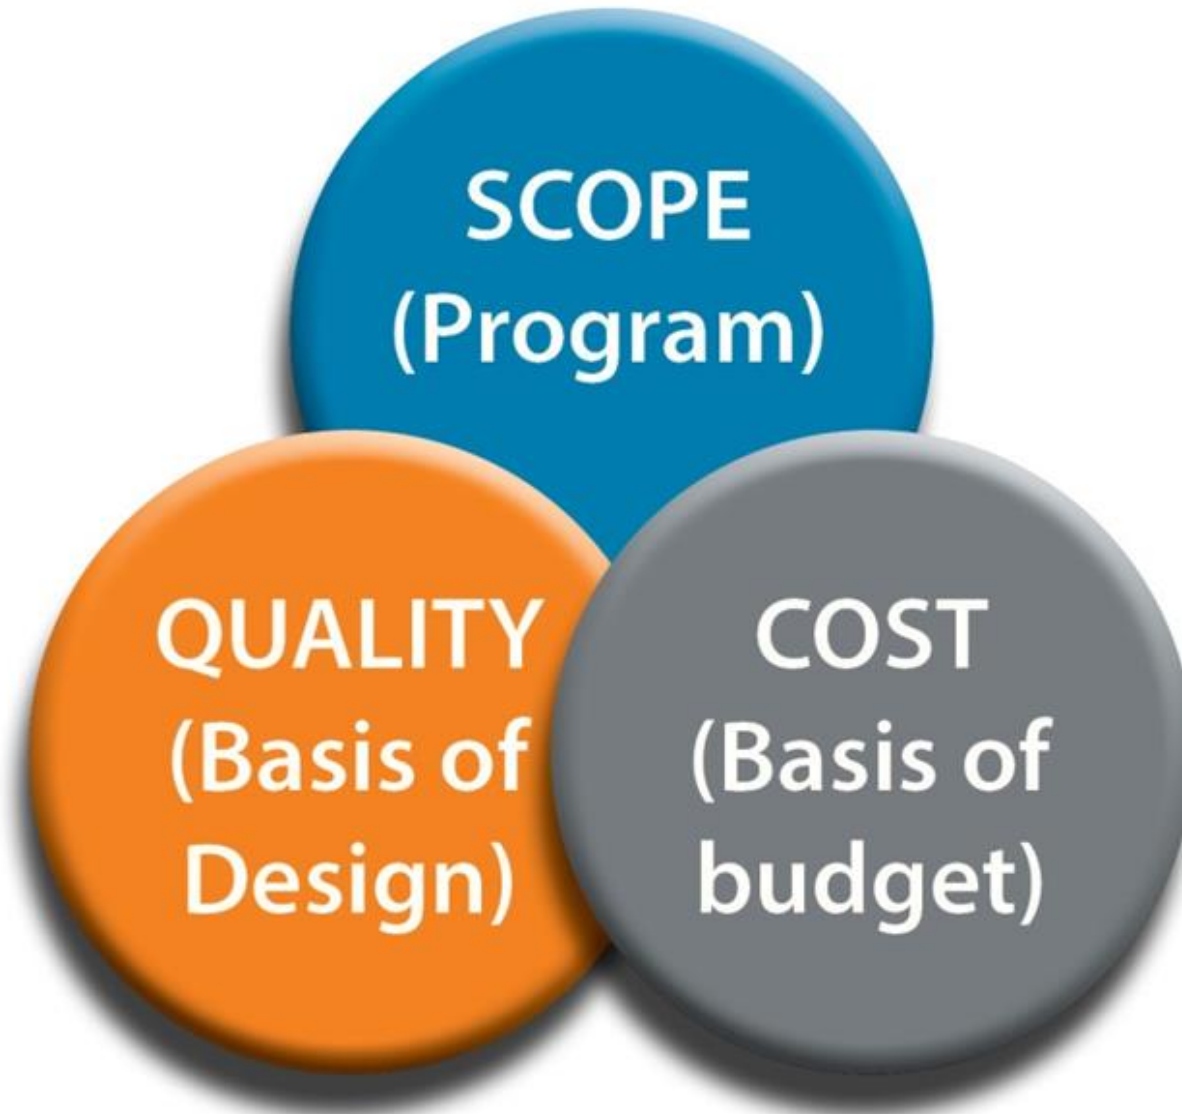 SCOPE
(Program)
QUALITY
(Basis of
Design)
COST
(Basis of
budget)